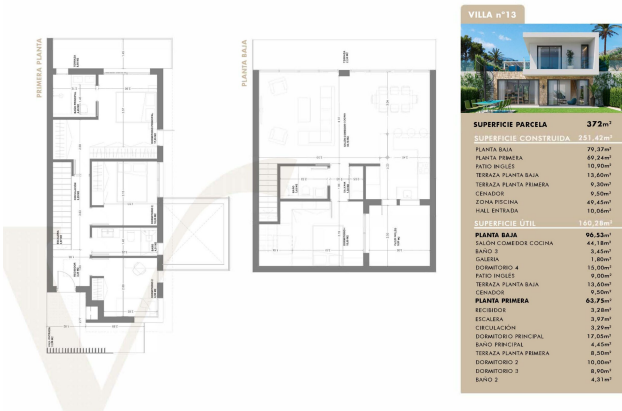 PRIMERA PLANTA
PLANTA BAJA
VILLA nº13
SUPERFICIE PARCELA 372m²
SUPERFICIE CONSTRUIDA 251,42m²
PLANTA BAJA 79,37m²
PLANTA PRIMERA 69,24m²
PATIO INGLÉS 10,90m²
TERRAZA PLANTA BAJA 13,60m²
TERRAZA PLANTA PRIMERA 9,30m²
CENADOR 9,50m²
ZONA PISCINA 49,45m²
HALL ENTRADA 10,06m²
SUPERFICIE ÚTIL 160,28m²
PLANTA BAJA 96.53m²
SALÓN COMEDOR COCINA 44,18m²
BANO 3 3,45m²
GALERIA 1,80m²
DORMITORIO 4 15,00m²
PATIO INGLÉS 9,00m²
TERRAZA PLANTA BAJA 13,60m²
CENADOR 9,50m²
PLANTA PRIMERA 63.75m²
RECIBIDOR 3,28m²
ESCALERA 3,97m²
CIRCULACIÓN 3,29m²
DORMITORIO PRINCIPAL 17,05m²
BANO PRINCIPAL 4,45m²
TERRAZA PLANTA PRIMERA 8,50m²
DORMITORIO 2 10,00m²
DORMITORIO 3 8,90m²
BANO 2 4,31m²